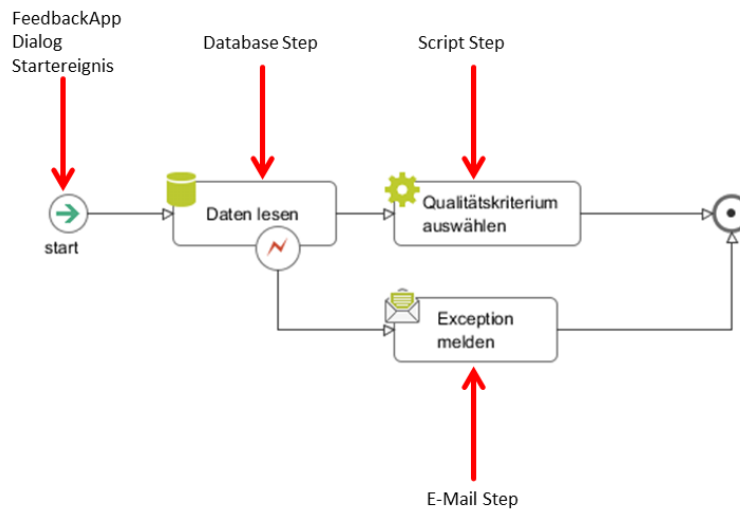 FeedbackApp
Dialog
Startereignis
Database Step
Script Step
start
Daten lesen
Qualitätskriterium
auswählen
Exception
melden
E-Mail Step